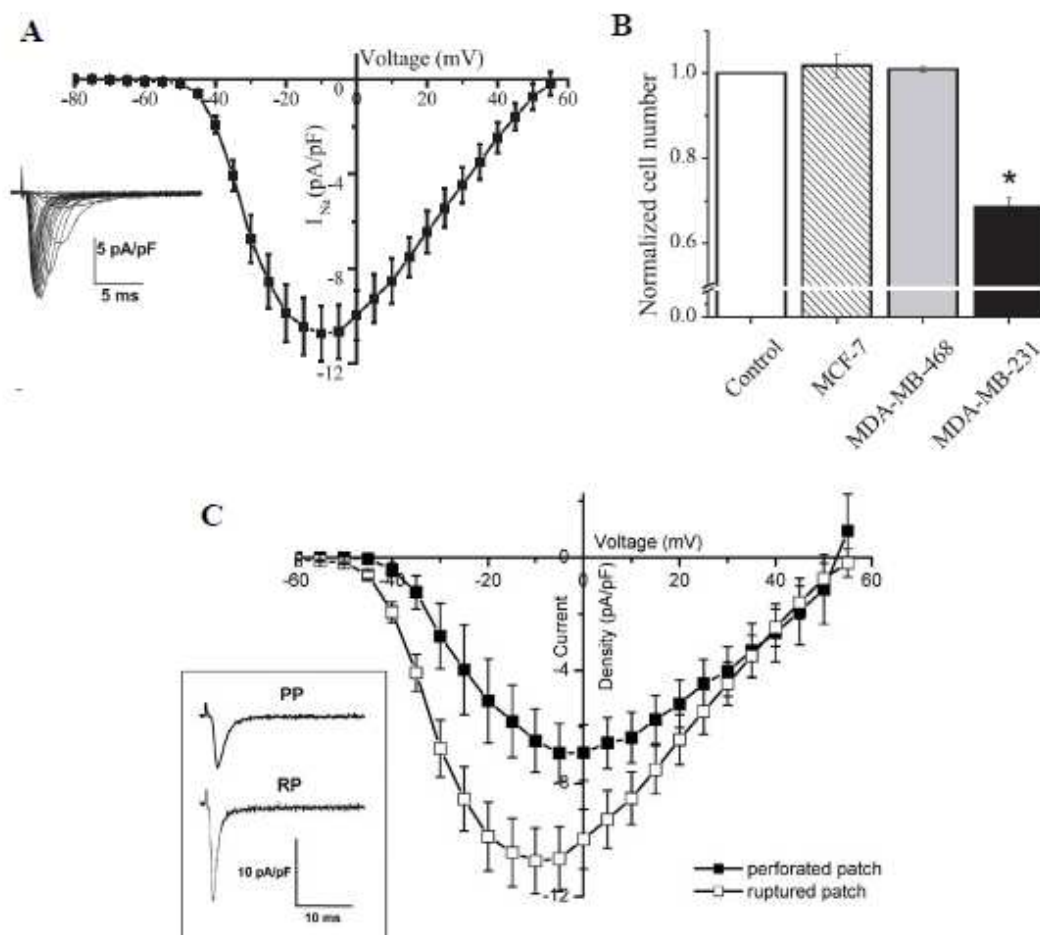 A
Voltage (mV)
-80 -60 -40 -20 0 20 40 60
-4
-8
-12
I Na (pA/pF)
5 pA/pF
5 ms
B
Normalized cell number
1.0
0.8
0.6
0.0
*
Control
MCF-7
MDA-MB-468
MDA-MB-231
C
Voltage (mV)
0
-60 -40 -20 0 20 40 60
Current
Density (pA/pF)
-4
-8
-12
PP
RP
10 pA/pF
10 ms
perforated patch
ruptured patch